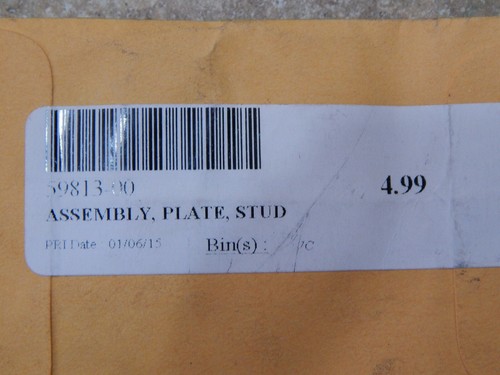 59813-00
4.99
ASSEMBLY, PLATE, STUD
PRI Date 01/06/15 Bin(s) :